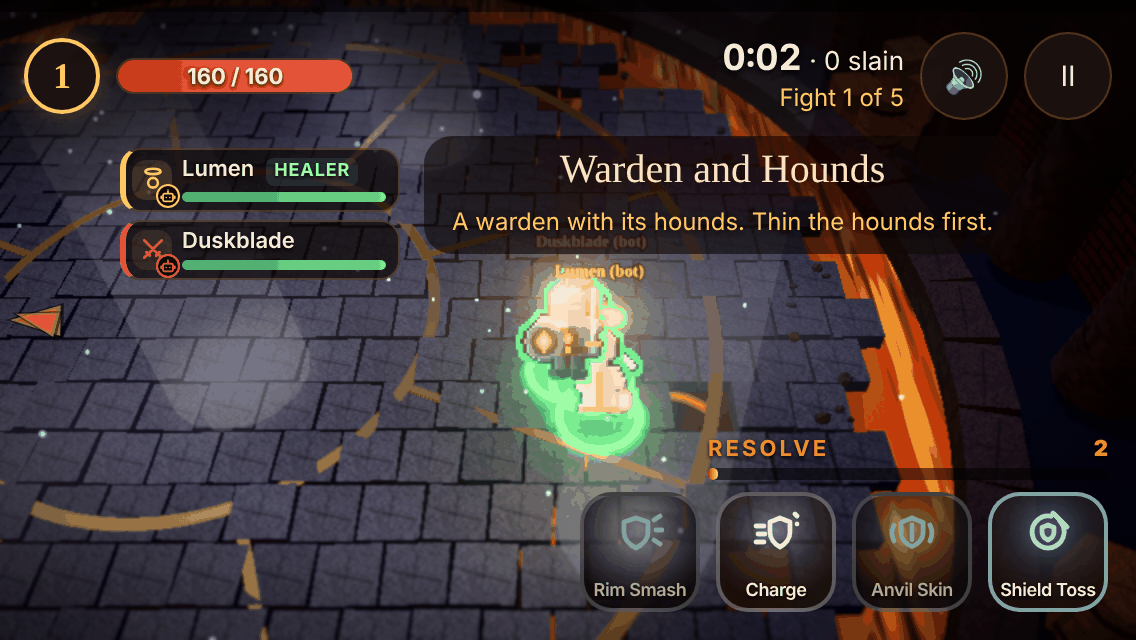 1
160 / 160
0:02 · 0 slain
Fight 1 of 5
Lumen HEALER
Duskblade
Warden and Hounds
A warden with its hounds. Thin the hounds first.
Duskblade (bot)
Lumen (bot)
RESOLVE 2
Rim Smash
Charge
Anvil Skin
Shield Toss